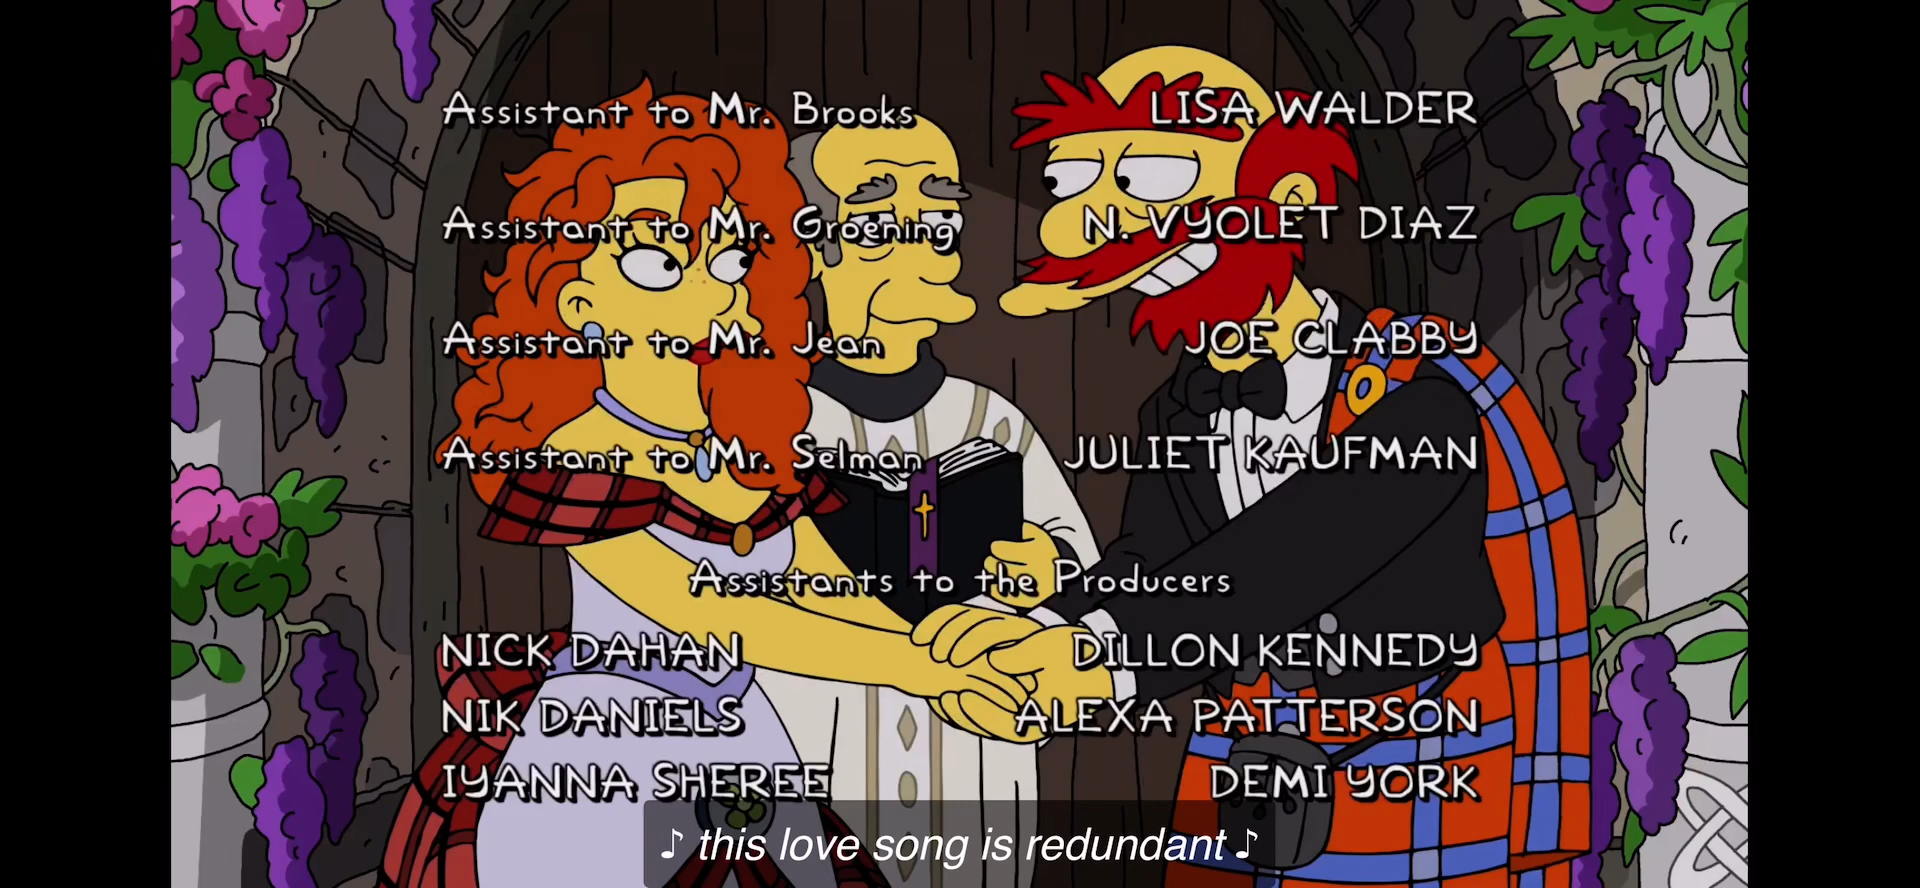 Assistant to Mr. Brooks LISA WALDER
Assistant to Mr. Groening N. VYOLET DIAZ
Assistant to Mr. Jean JOE CLABBY
Assistant to Mr. Selman JULIET KAUFMAN
Assistants to the Producers
NICK DAHAN DILLON KENNEDY
NIK DANIELS ALEXA PATTERSON
IYANNA SHEREE DEMI YORK
♪ this love song is redundant ♪